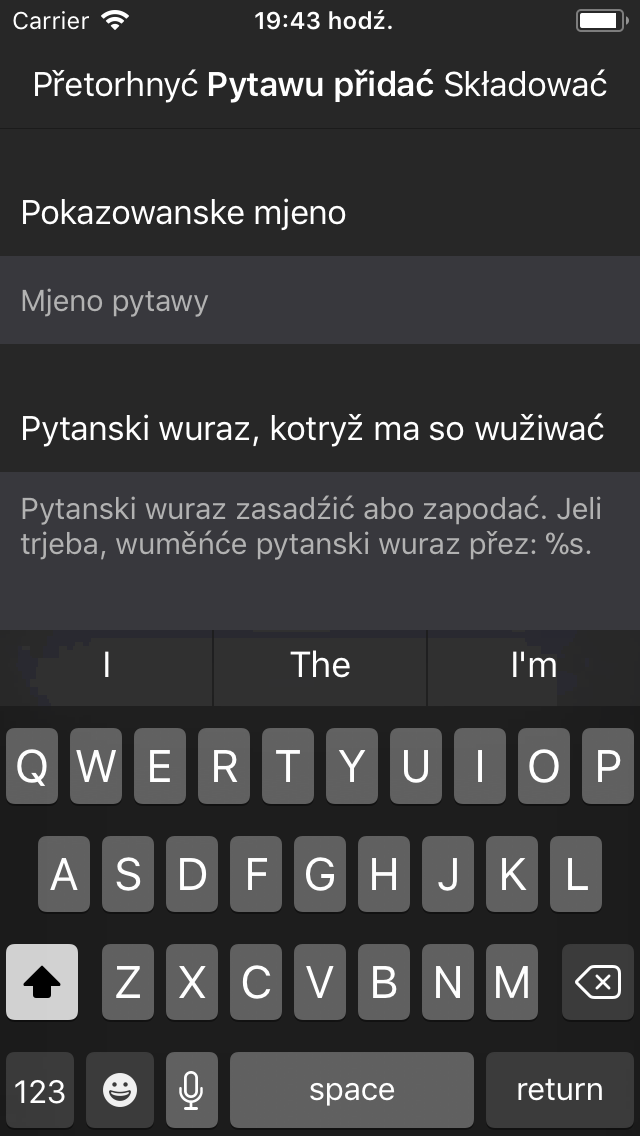 Carrier 19:43 hodź.
Přetorhnyć Pytawu přidać Składować
Pokazowanske mjeno
Mjeno pytawy
Pytanski wuraz, kotryž ma so wužiwać
Pytanski wuraz zasadźić abo zapodać. Jeli
trjeba, wuměńće pytanski wuraz přez: %s.
I The I'm
Q W E R T Y U I O P
A S D F G H J K L
Z X C V B N M
123 space return